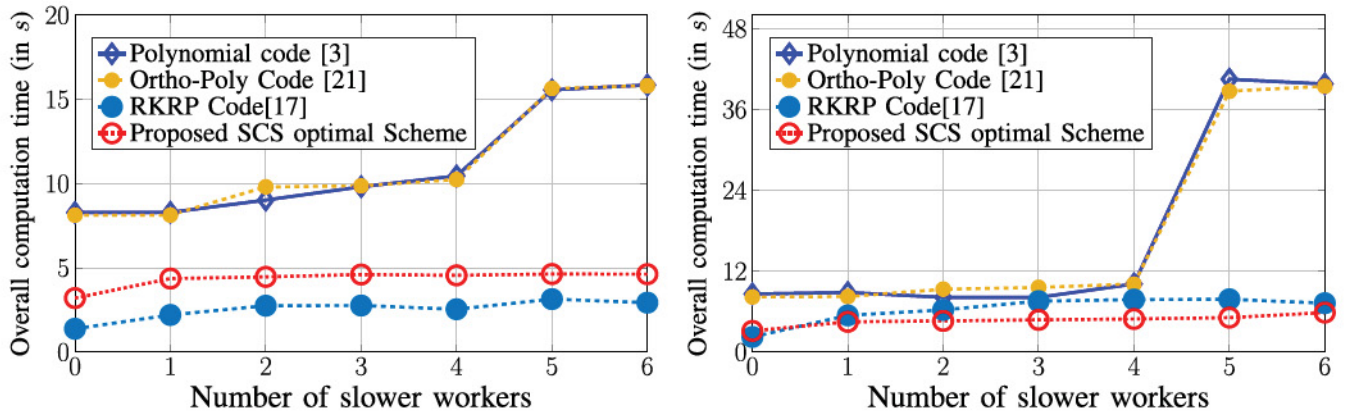 Overall computation time (in s)
20
15
10
5
0
Polynomial code [3]
Ortho-Poly Code [21]
RKRP Code[17]
Proposed SCS optimal Scheme
0 1 2 3 4 5 6
Number of slower workers
Overall computation time (in s)
48
36
24
12
0
Polynomial code [3]
Ortho-Poly Code [21]
RKRP Code[17]
Proposed SCS optimal Scheme
0 1 2 3 4 5 6
Number of slower workers